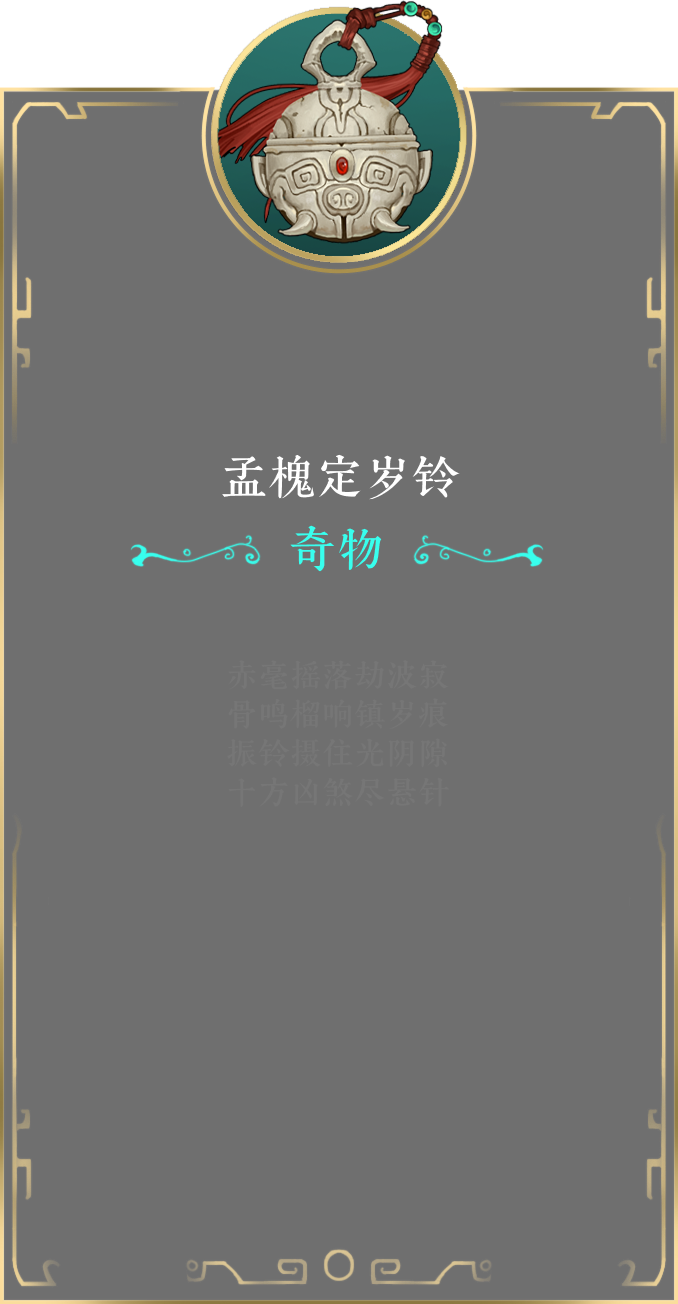 孟槐定岁铃
奇物
赤毫摇落劫波寂
骨鸣榴响镇岁痕
振铃摄住光阴隙
十方凶煞尽悬针